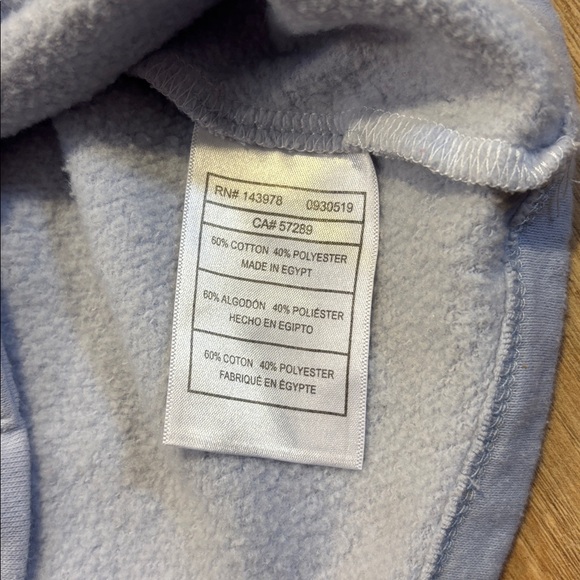 RN# 143978 0930519
CA# 57289
60% COTTON 40% POLYESTER
MADE IN EGYPT
60% ALGODÓN 40% POLIÉSTER
HECHO EN EGIPTO
60% COTON 40% POLYESTER
FABRIQUÉ EN ÉGYPTE